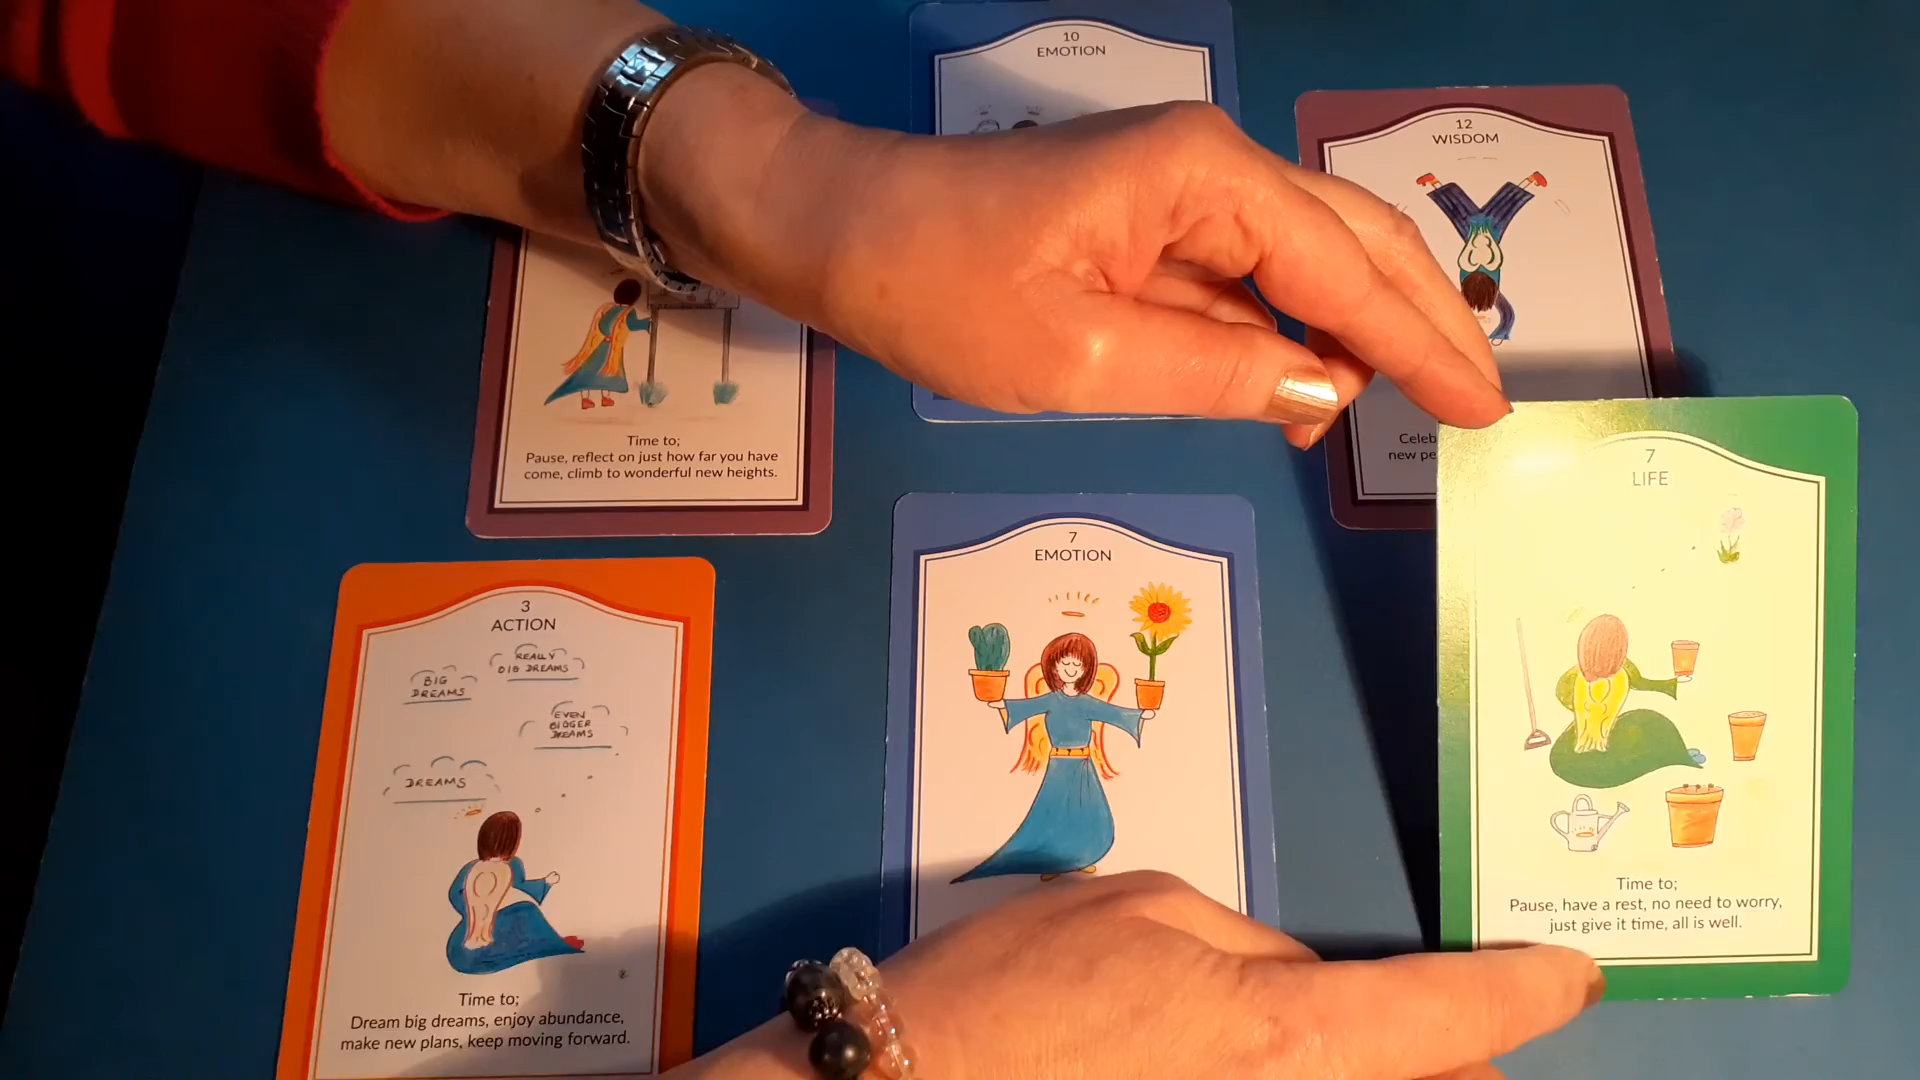 10
EMOTION
12
WISDOM
Time to;
Pause, reflect on just how far you have
come, climb to wonderful new heights.
Celeb
new pe
7
LIFE
Time to;
Pause, have a rest, no need to worry,
just give it time, all is well.
7
EMOTION
3
ACTION
REALLY
BIG DREAMS
BIG
DREAMS
EVEN
BIGGER
DREAMS
DREAMS
Time to;
Dream big dreams, enjoy abundance,
make new plans, keep moving forward.